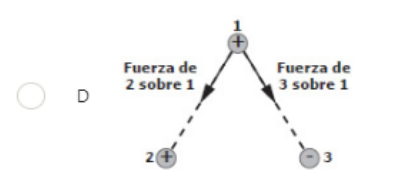 1
+
Fuerza de
2 sobre 1
Fuerza de
3 sobre 1
D
2 +
- 3